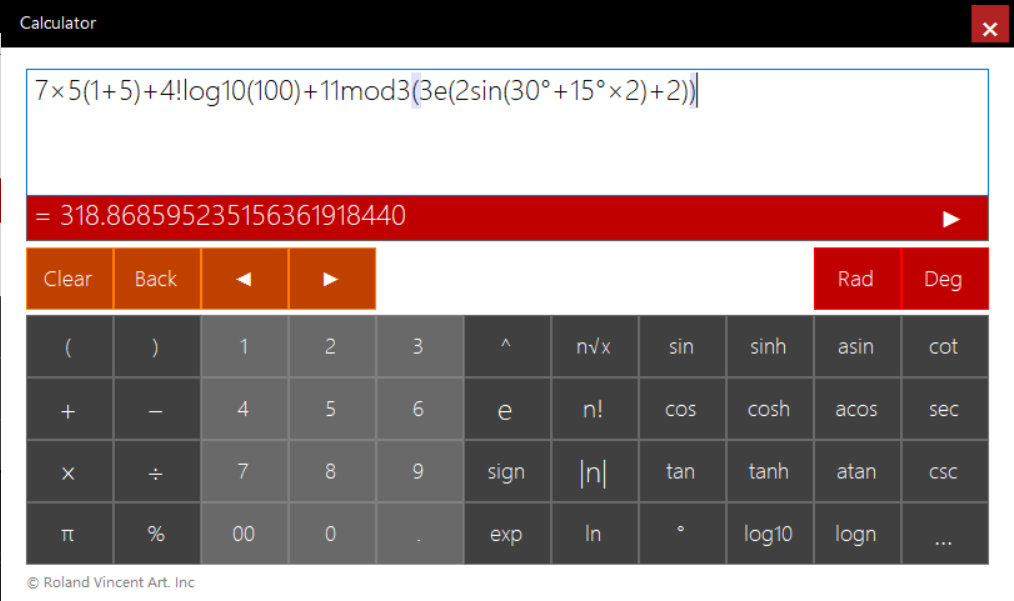 Calculator
7×5(1+5)+4!log10(100)+11mod3(3e(2sin(30°+15°×2)+2))
= 318.868595235156361918440 ▶
Clear Back ◀ ▶ Rad Deg
( ) 1 2 3 ^ n√x sin sinh asin cot
+ − 4 5 6 e n! cos cosh acos sec
× ÷ 7 8 9 sign |n| tan tanh atan csc
π % 00 0 . exp ln ° log10 logn ...
© Roland Vincent Art. Inc